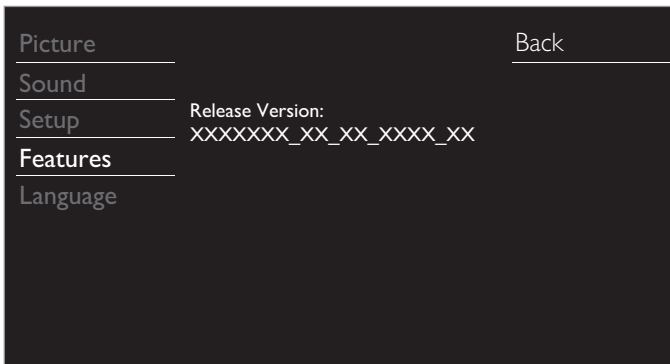 Picture
Sound
Setup
Features
Language
Release Version:
XXXXXXX_XX_XX_XXXX_XX
Back